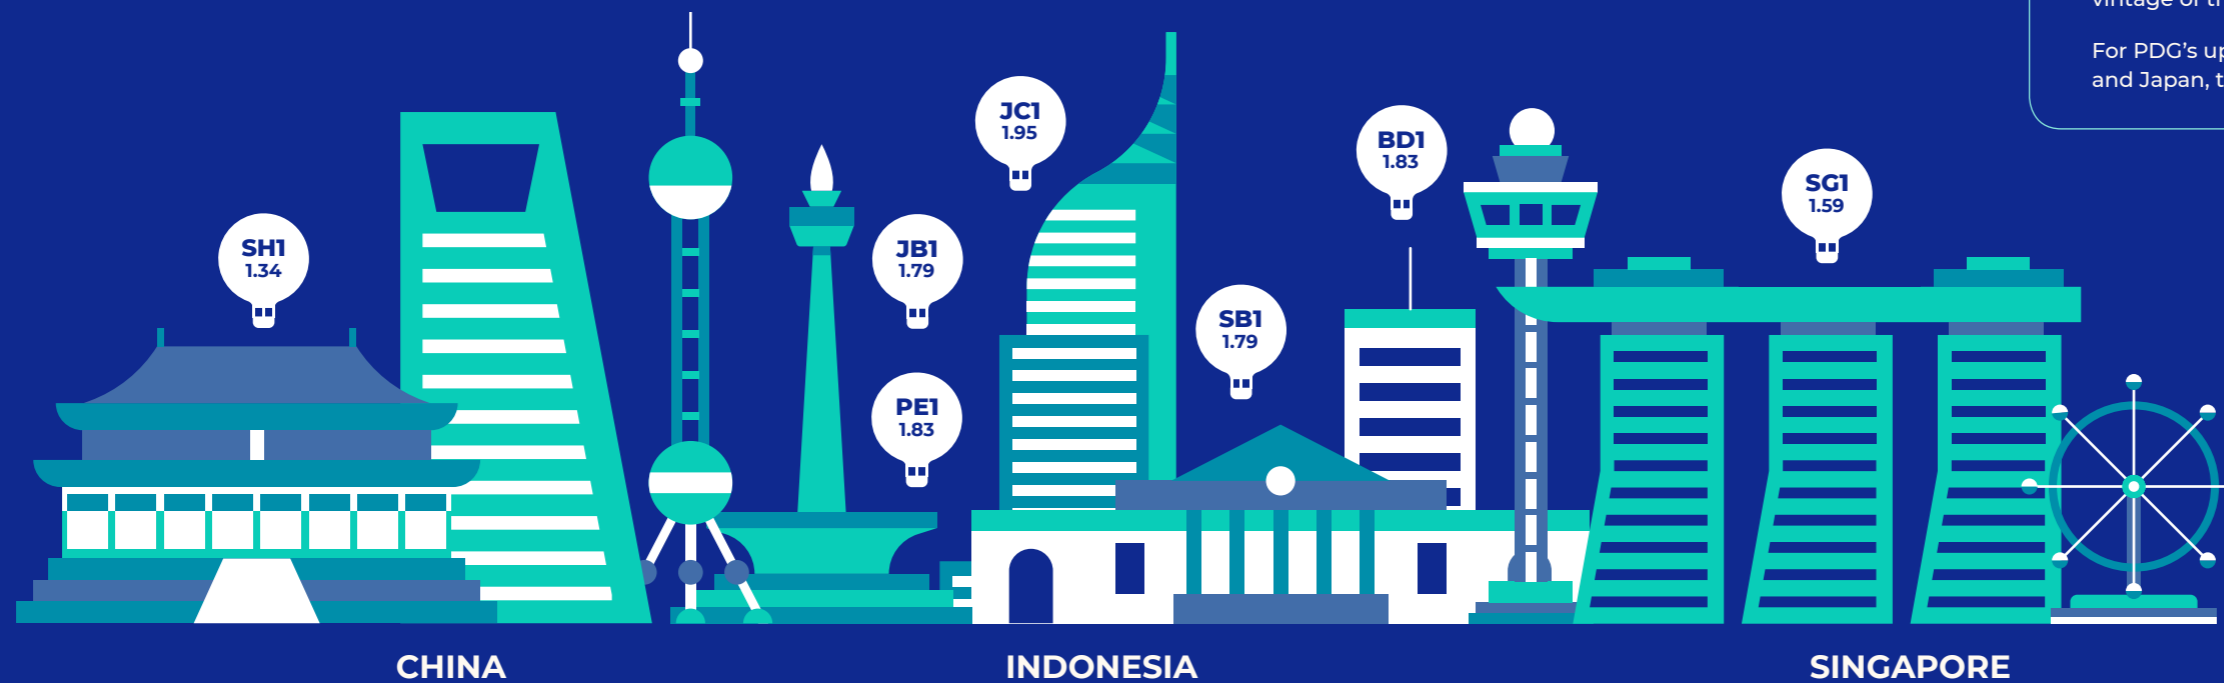 For PDG's up
and Japan, t
JC1
1.95
BD1
1.83
SG1
1.59
SH1
1.34
JB1
1.79
SB1
1.79
PE1
1.83
CHINA
INDONESIA
SINGAPORE